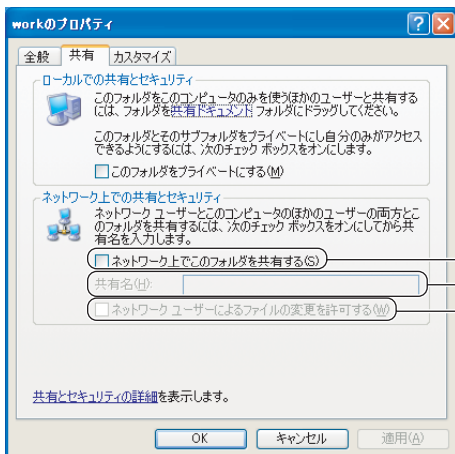 workのプロパティ
全般
共有
カスタマイズ
ローカルでの共有とセキュリティ
このフォルダをこのコンピュータのみを使うほかのユーザーと共有する
には、フォルダを共有ドキュメント フォルダにドラッグしてください。
このフォルダとそのサブフォルダをプライベートにし自分のみがアクセス
できるようにするには、次のチェック ボックスをオンにします。
このフォルダをプライベートにする(M)
ネットワーク上での共有とセキュリティ
ネットワーク ユーザーとこのコンピュータのほかのユーザーの両方とこ
のフォルダを共有するには、次のチェック ボックスをオンにしてから共
有名を入力します。
ネットワーク上でこのフォルダを共有する(S)
共有名(H):
ネットワーク ユーザーによるファイルの変更を許可する(W)
共有とセキュリティの詳細を表示します。
OK
キャンセル
適用(A)